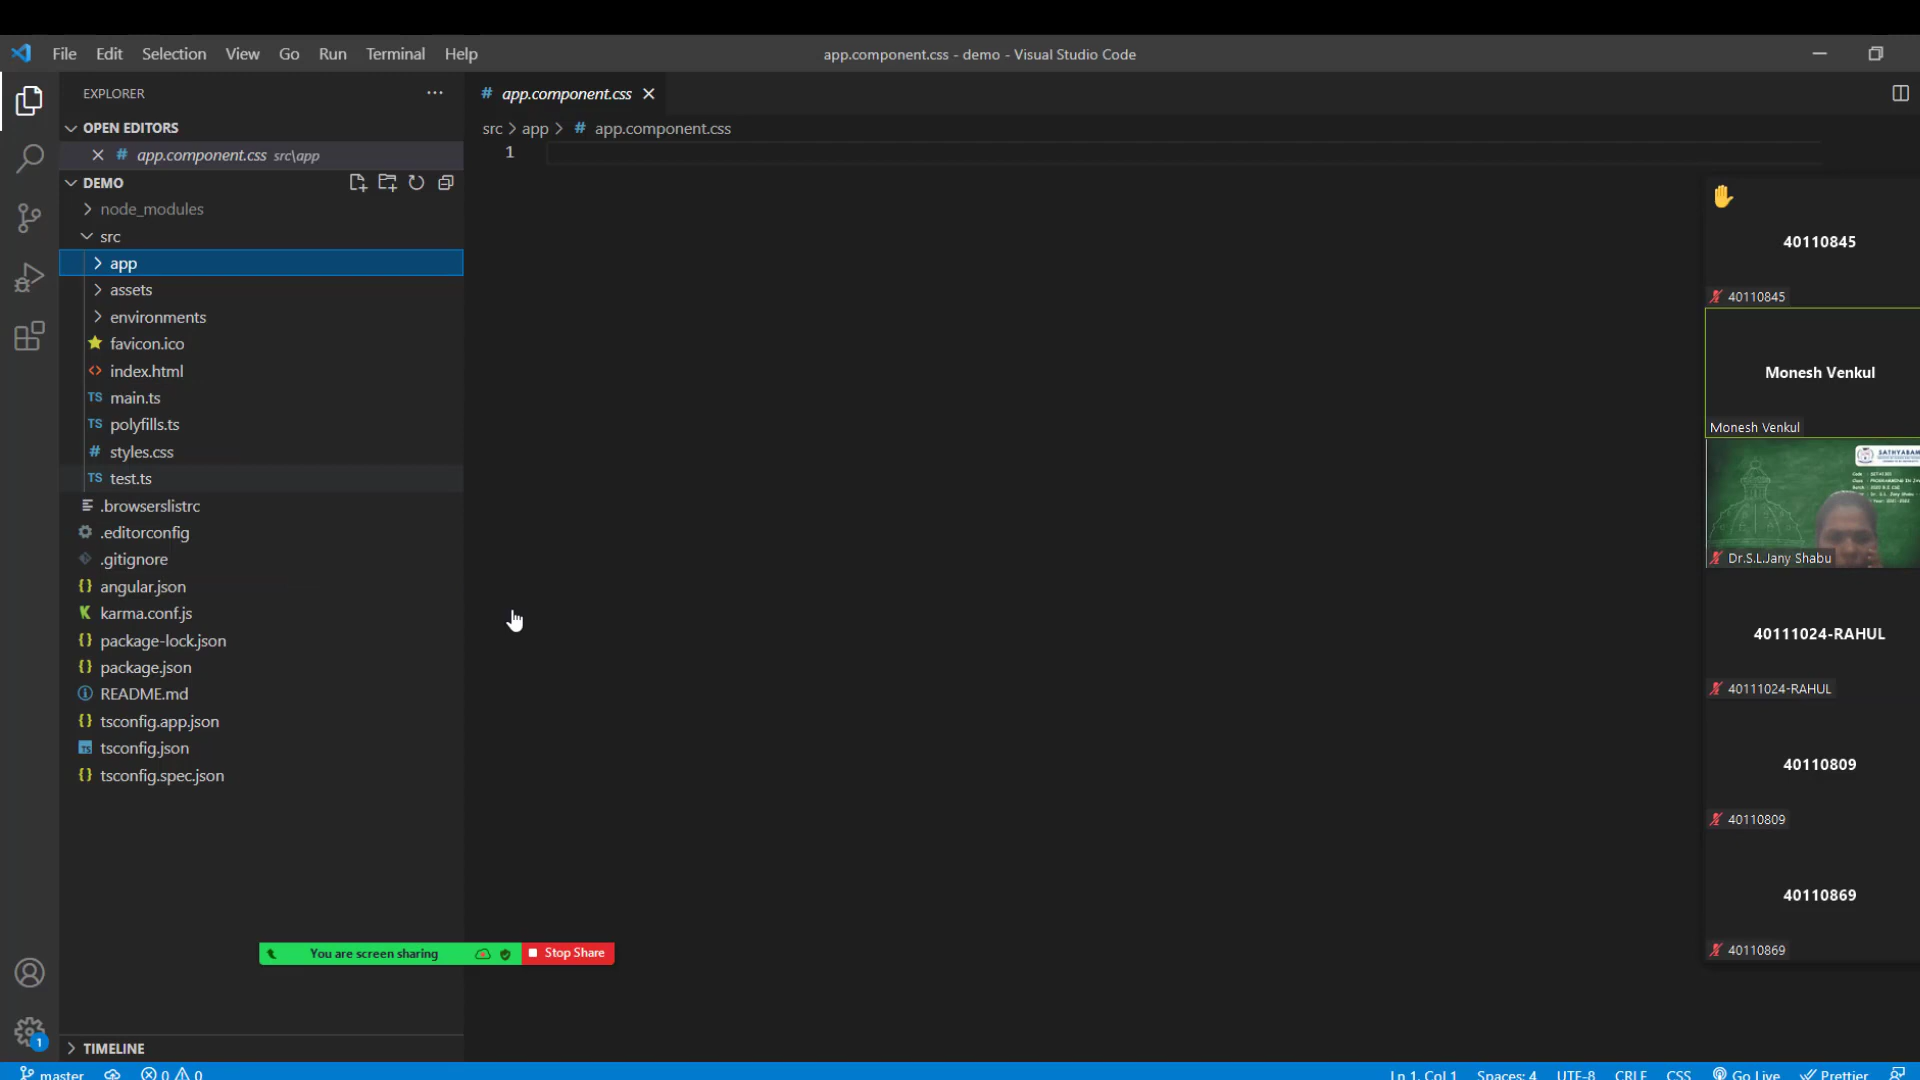 File Edit Selection View Go Run Terminal Help
app.component.css - demo - Visual Studio Code
EXPLORER
OPEN EDITORS
app.component.css src\app
DEMO
node_modules
src
app
assets
environments
favicon.ico
index.html
main.ts
polyfills.ts
styles.css
test.ts
.browserslistrc
.editorconfig
.gitignore
angular.json
karma.conf.js
package-lock.json
package.json
README.md
tsconfig.app.json
tsconfig.json
tsconfig.spec.json
TIMELINE
app.component.css
src > app > # app.component.css
1
You are screen sharing Stop Share
40110845
40110845
Monesh Venkul
Monesh Venkul
SATHYABAM
Dr.S.L.Jany Shabu
40111024-RAHUL
40111024-RAHUL
40110809
40110809
40110869
40110869
1
master 0 0 Ln 1, Col 1 Spaces: 4 UTF-8 CRLF CSS Go Live Prettier